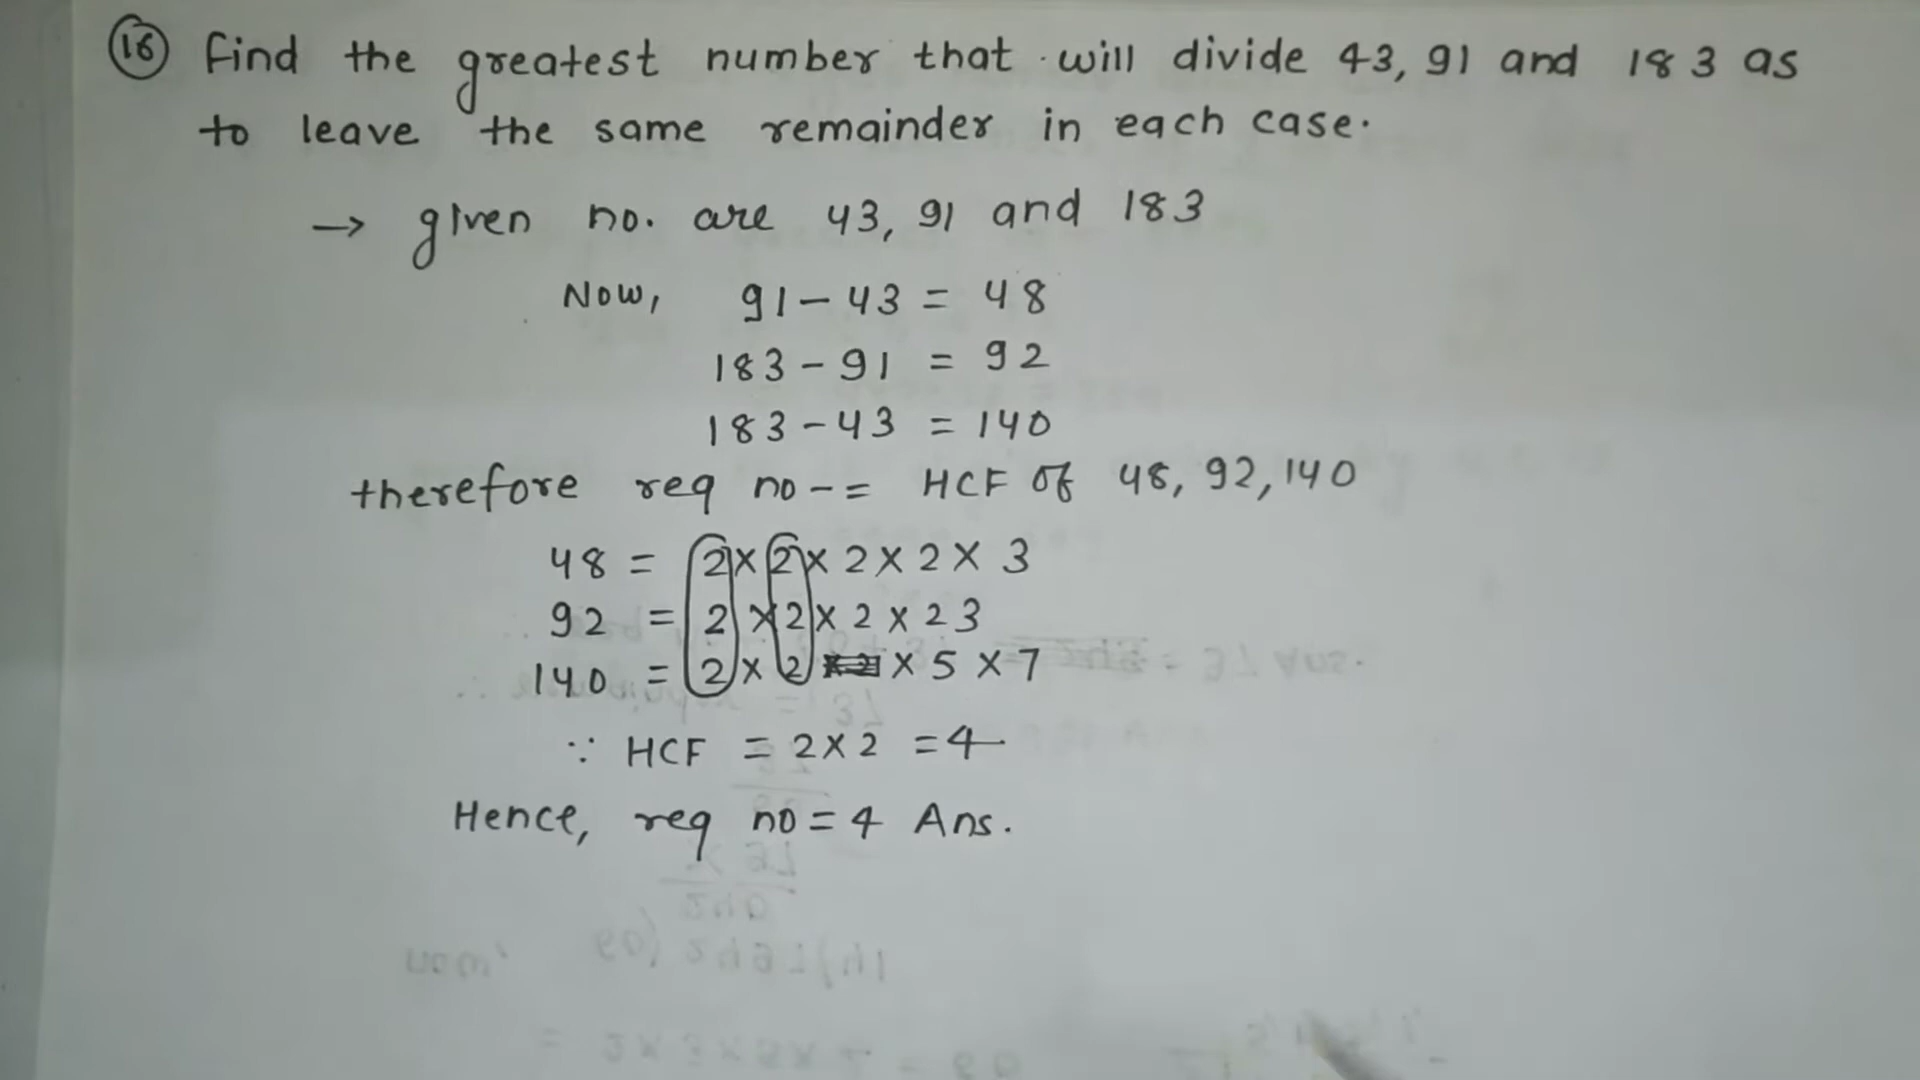 16 find the greatest number that will divide 43, 91 and 183 as
to leave the same remainder in each case.
→ given no. are 43, 91 and 183
Now, 91 - 43 = 48
183 - 91 = 92
183 - 43 = 140
therefore req no - = HCF of 48, 92, 140
48 = 2 × 2 × 2 × 2 × 3
92 = 2 × 2 × 2 × 23
140 = 2 × 2 × 5 × 7
∵ HCF = 2 × 2 = 4
Hence, req no = 4 Ans.